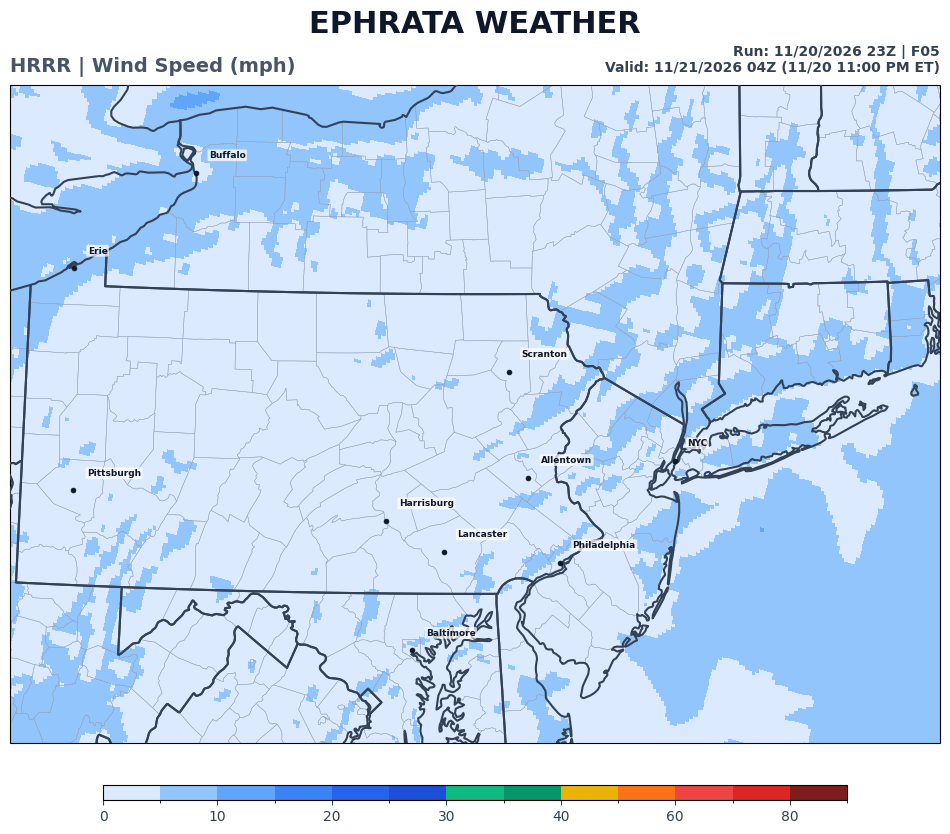 EPHRATA WEATHER
HRRR | Wind Speed (mph)
Run: 11/20/2026 23Z | F05
Valid: 11/21/2026 04Z (11/20 11:00 PM ET)
Buffalo
Erie
Scranton
NYC
Allentown
Pittsburgh
Harrisburg
Lancaster
Philadelphia
Baltimore
0 10 20 30 40 50 60 70 80